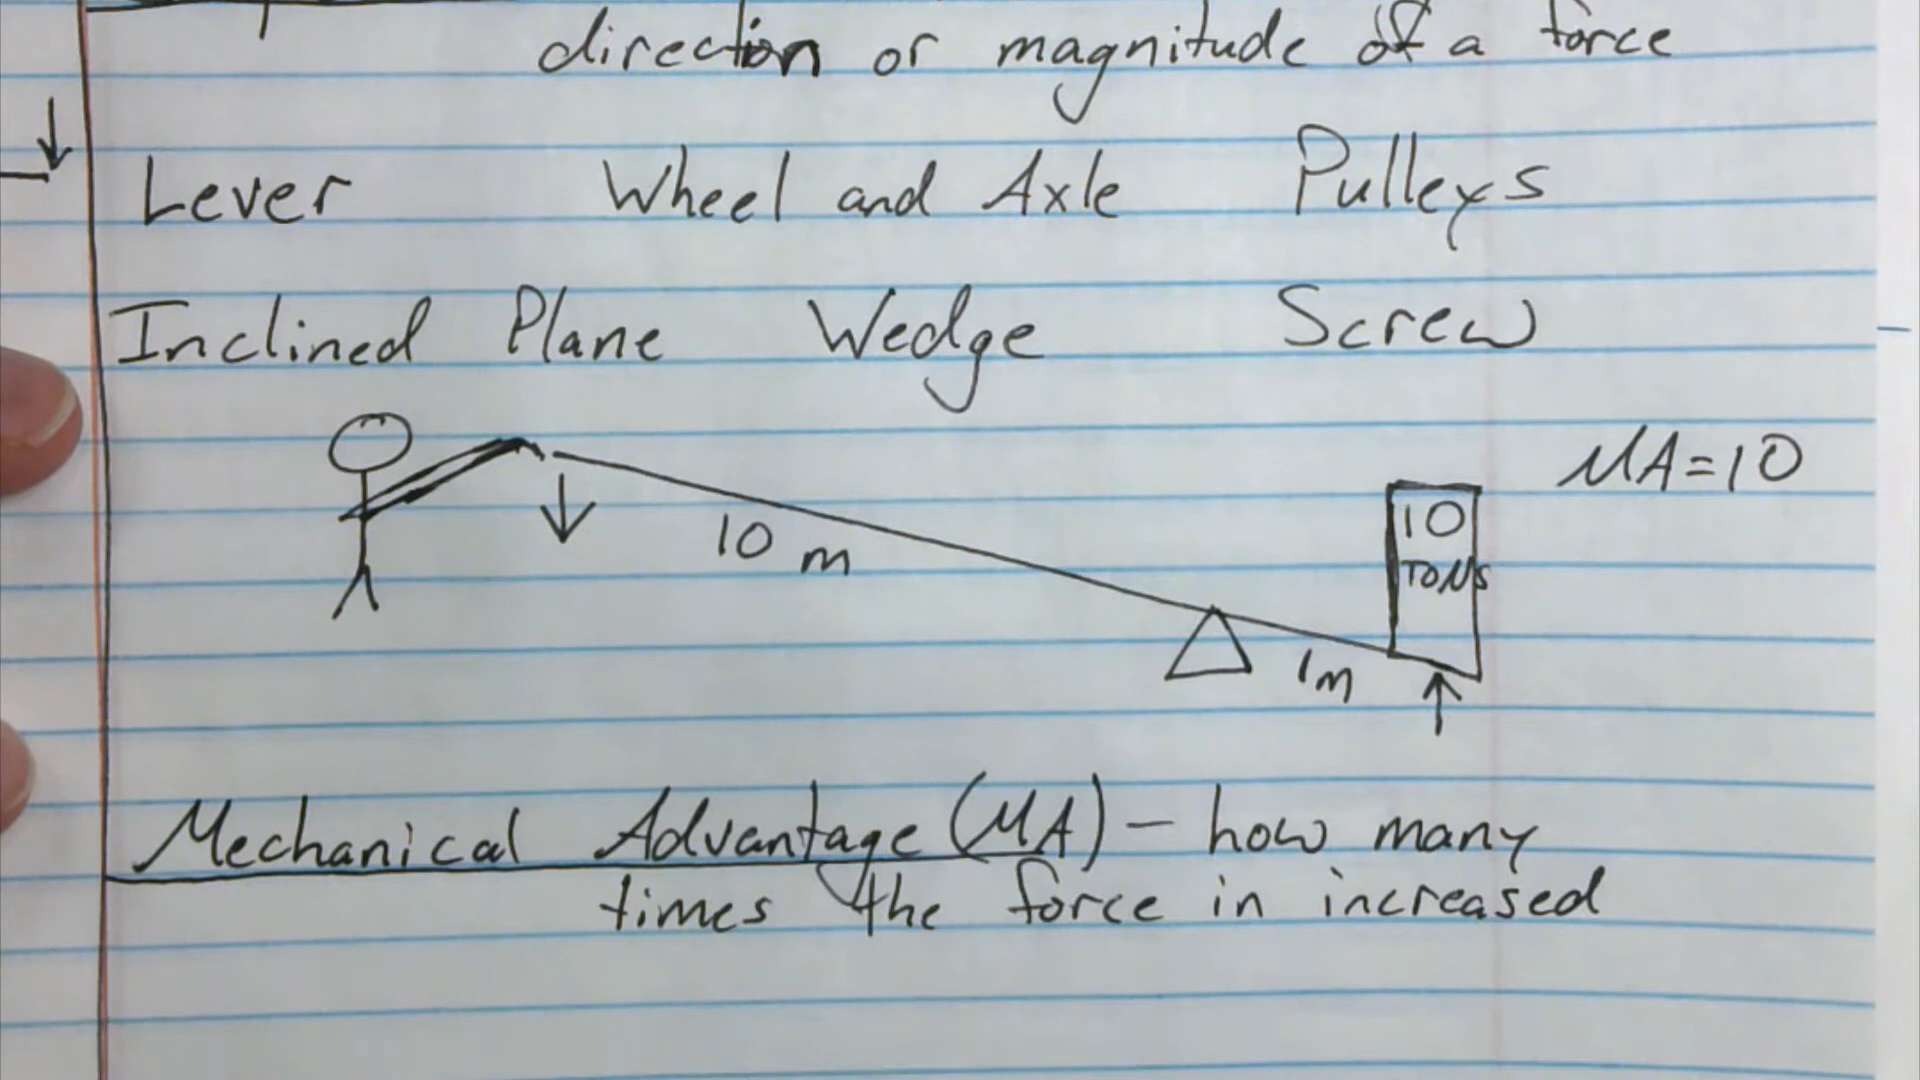 direction or magnitude of a force
Lever Wheel and Axle Pulleys
Inclined Plane Wedge Screw
MA=10
10
TONS
10 m
1m
Mechanical Advantage (MA) - how many
times the force in increased